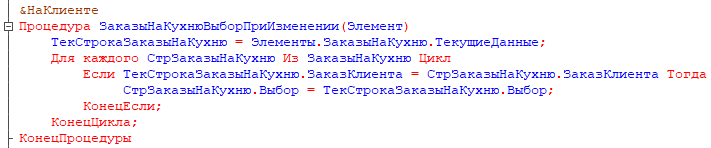 &НаКлиенте
Процедура ЗаказыНаКухнюВыборПриИзменении(Элемент)
ТекСтрокаЗаказыНаКухню = Элементы.ЗаказыНаКухню.ТекущиеДанные;
Для каждого СтрЗаказыНаКухню Из ЗаказыНаКухню Цикл
Если ТекСтрокаЗаказыНаКухню.ЗаказКлиента = СтрЗаказыНаКухню.ЗаказКлиента Тогда
СтрЗаказыНаКухню.Выбор = ТекСтрокаЗаказыНаКухню.Выбор;
КонецЕсли;
КонецЦикла;
КонецПроцедуры